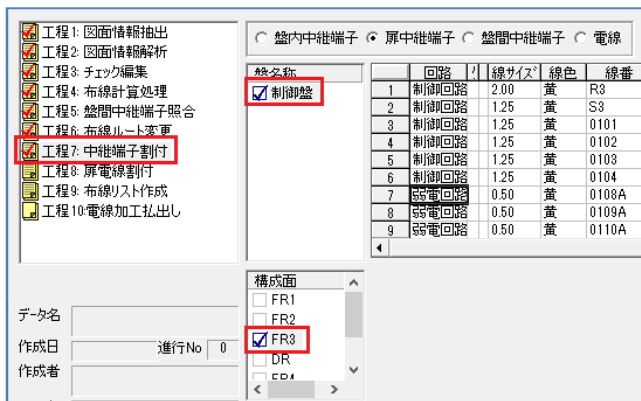 工程1: 図面情報抽出
工程2: 図面情報解析
工程3: チェック編集
工程4: 布線計算処理
工程5: 盤間中継端子照合
工程6: 布線ルート変更
工程7: 中継端子割付
工程8: 扉電線割付
工程9: 布線リスト作成
工程10:電線加工払出し
データ名
作成日 進行No 0
作成者
盤内中継端子 扉中継端子 盤間中継端子 電線
盤名称
制御盤
構成面
FR1
FR2
FR3
DR
FR4
回路 線サイズ 線色 線番
1 制御回路 2.00 黄 R3
2 制御回路 1.25 黄 S3
3 制御回路 1.25 黄 0101
4 制御回路 1.25 黄 0102
5 制御回路 1.25 黄 0103
6 制御回路 1.25 黄 0104
7 弱電回路 0.50 黄 0108A
8 弱電回路 0.50 黄 0109A
9 弱電回路 0.50 黄 0110A